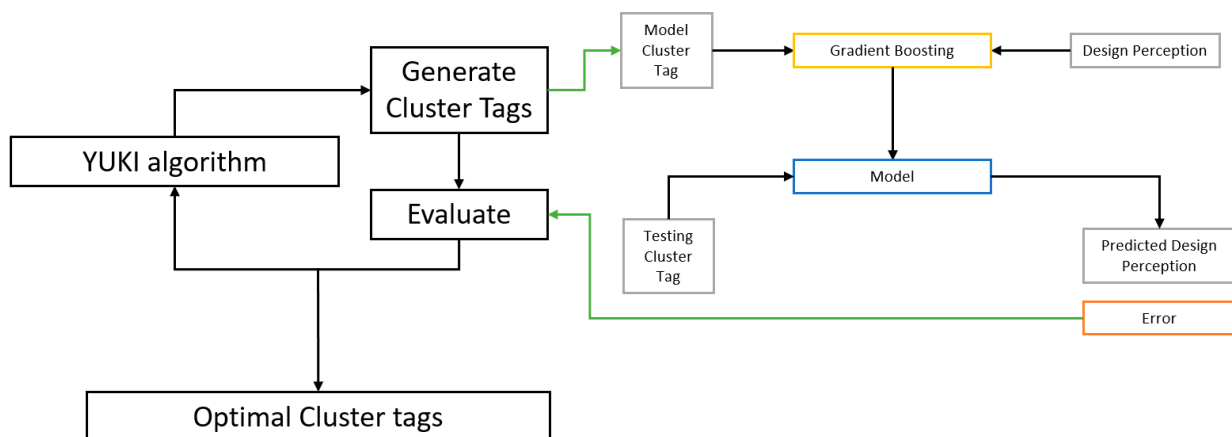 Model
Cluster
Tag
Gradient Boosting
Design Perception
Generate
Cluster Tags
YUKI algorithm
Model
Evaluate
Testing
Cluster
Tag
Predicted Design
Perception
Error
Optimal Cluster tags